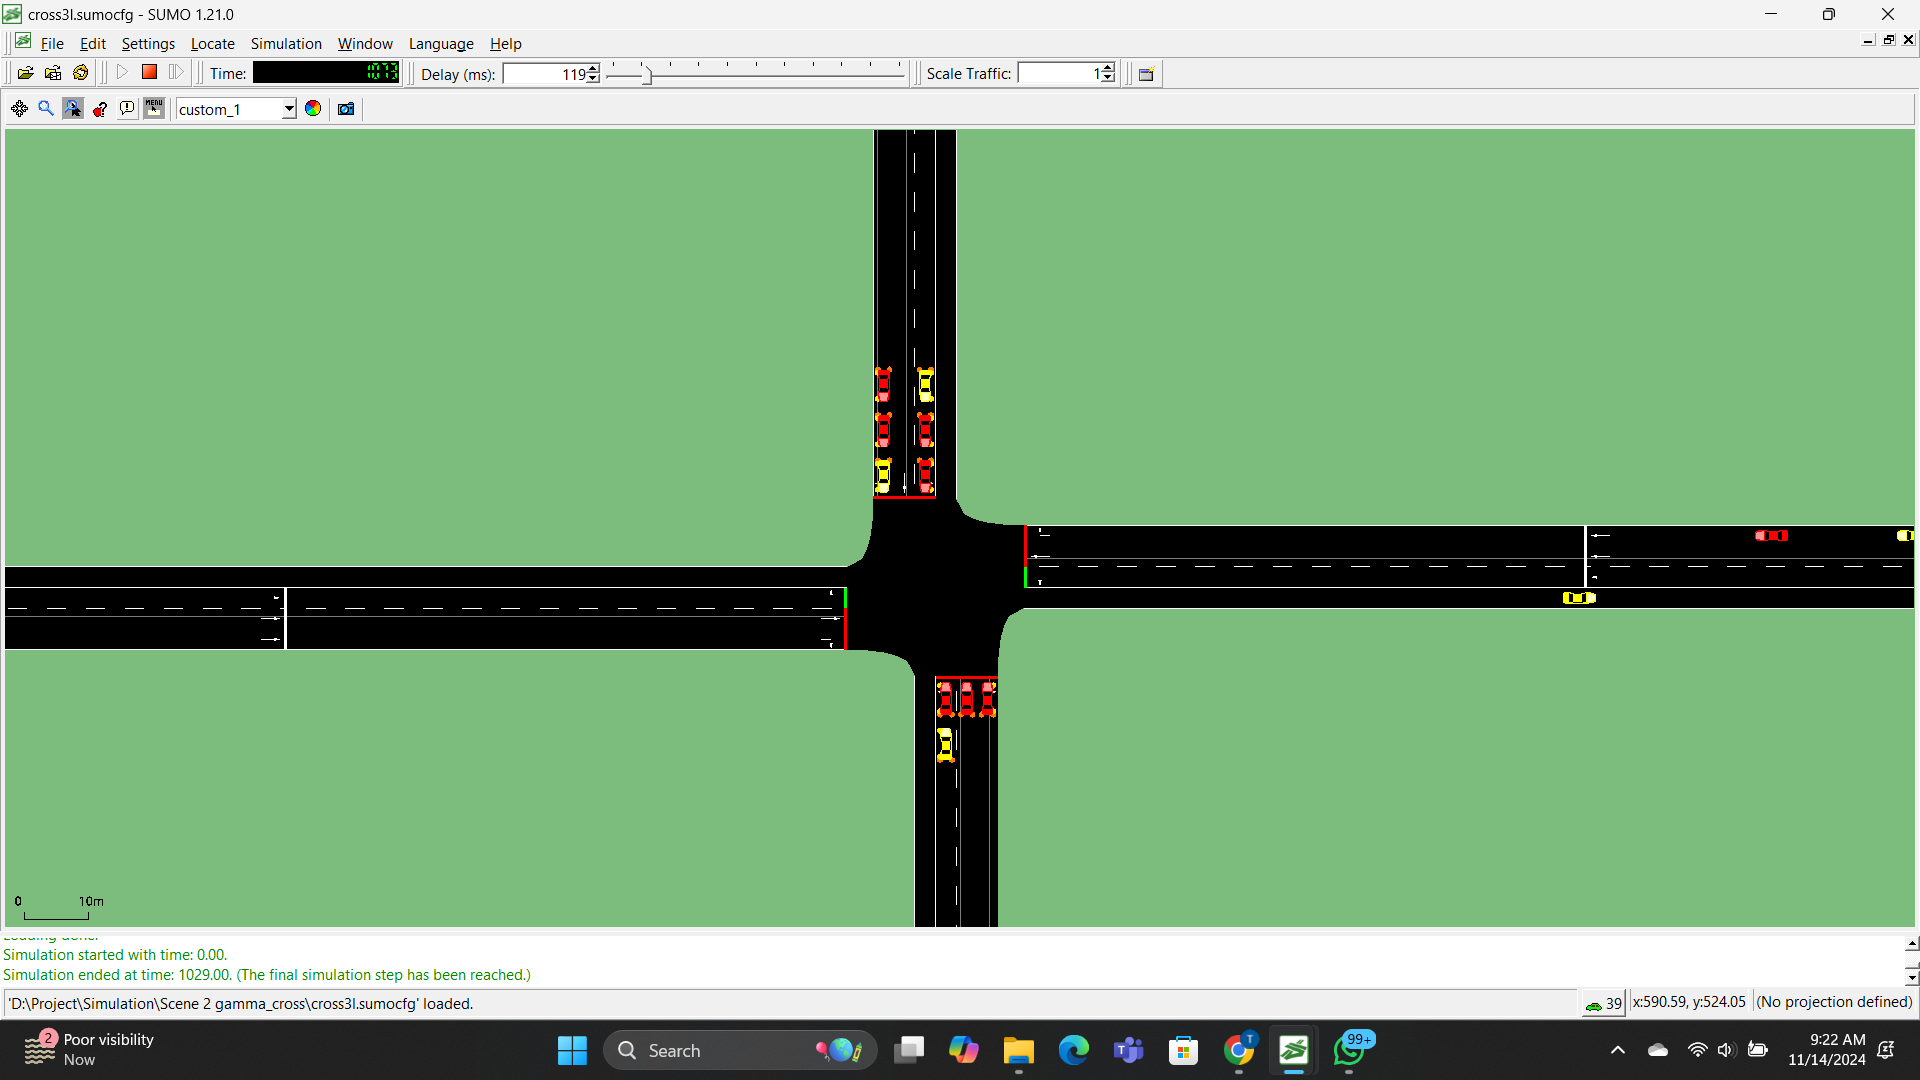 cross3l.sumocfg - SUMO 1.21.0
File Edit Settings Locate Simulation Window Language Help
Time: Delay (ms): 119 Scale Traffic: 1
MENU custom_1
0 10m
Loading done.
Simulation started with time: 0.00.
Simulation ended at time: 1029.00. (The final simulation step has been reached.)
'D:\Project\Simulation\Scene 2 gamma_cross\cross3l.sumocfg' loaded. 39 x:590.59, y:524.05 (No projection defined)
2 Poor visibility
Now
Search
T
99+
9:22 AM
11/14/2024